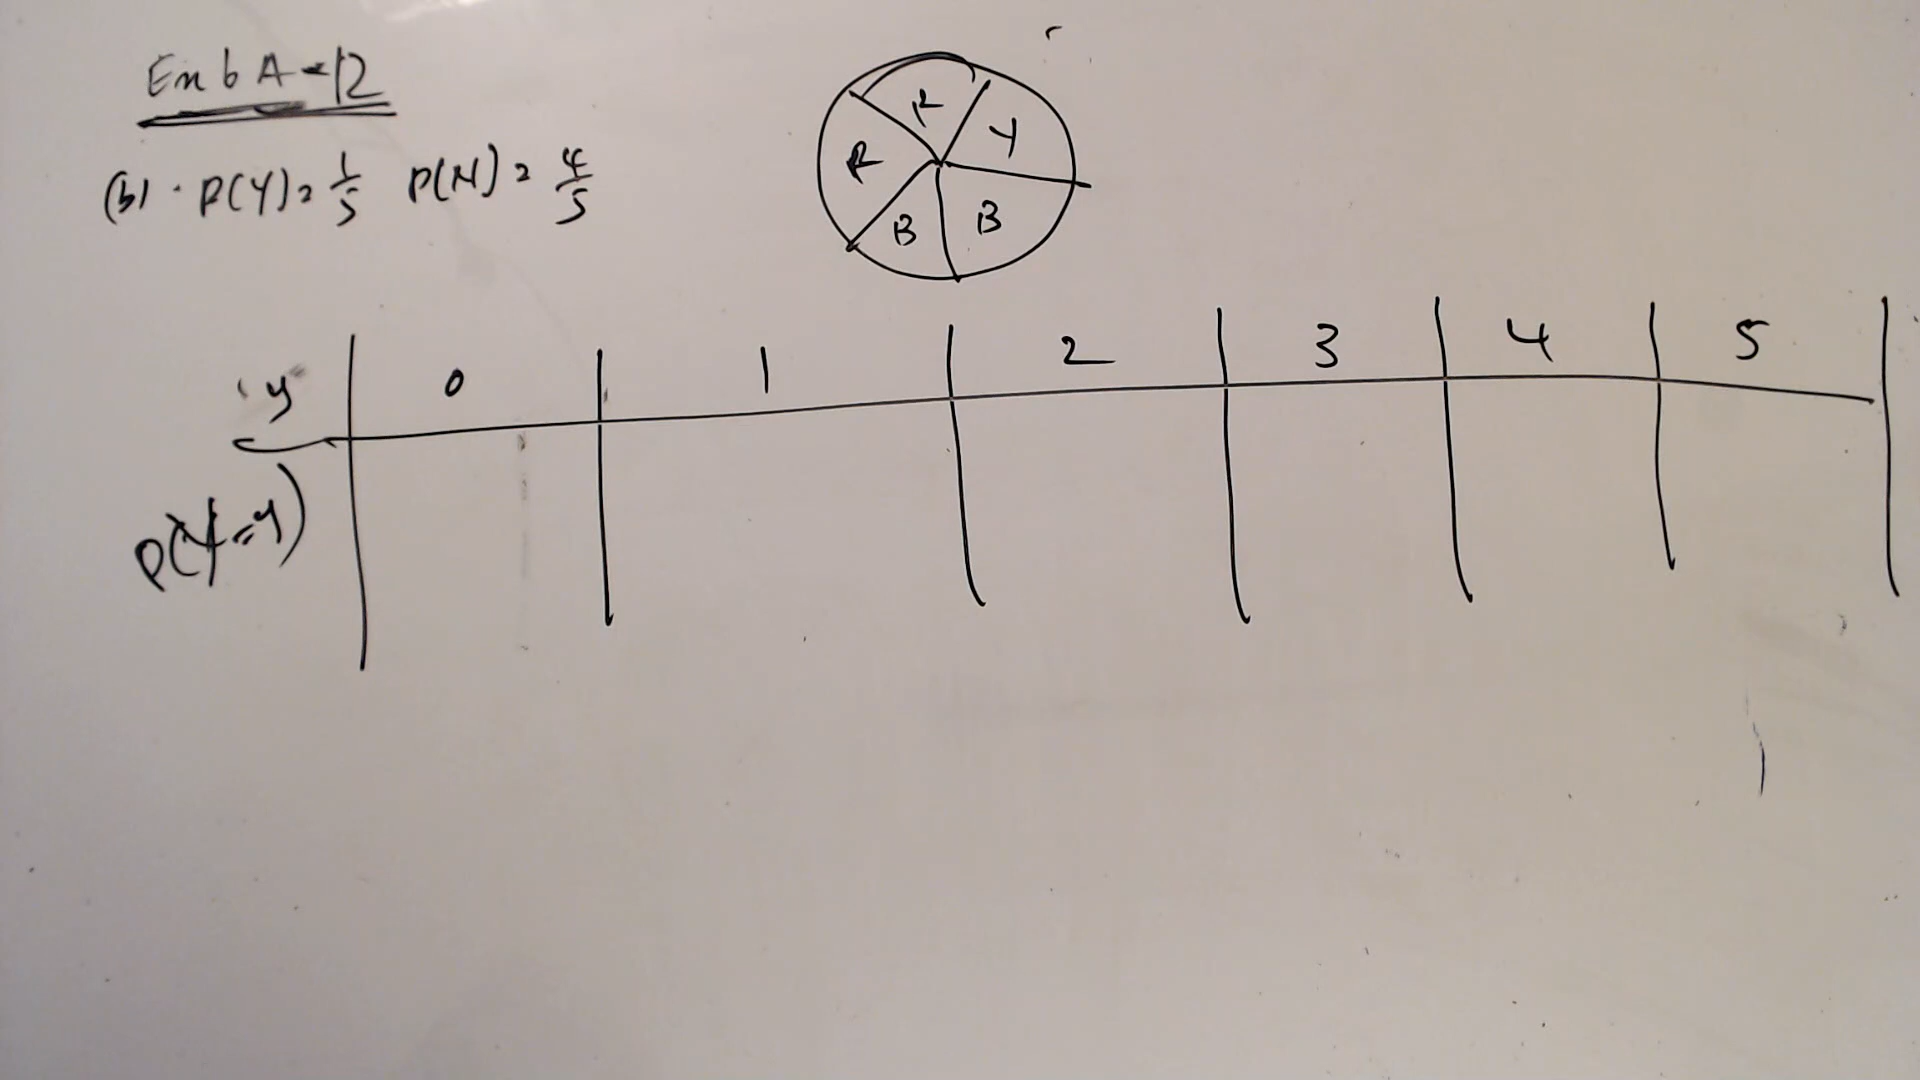 Ex 6A-12
(b) · P(Y)= 1/5 P(N)= 4/5
R
Y
R
B
B
y 0 1 2 3 4 5
P(Y=y)